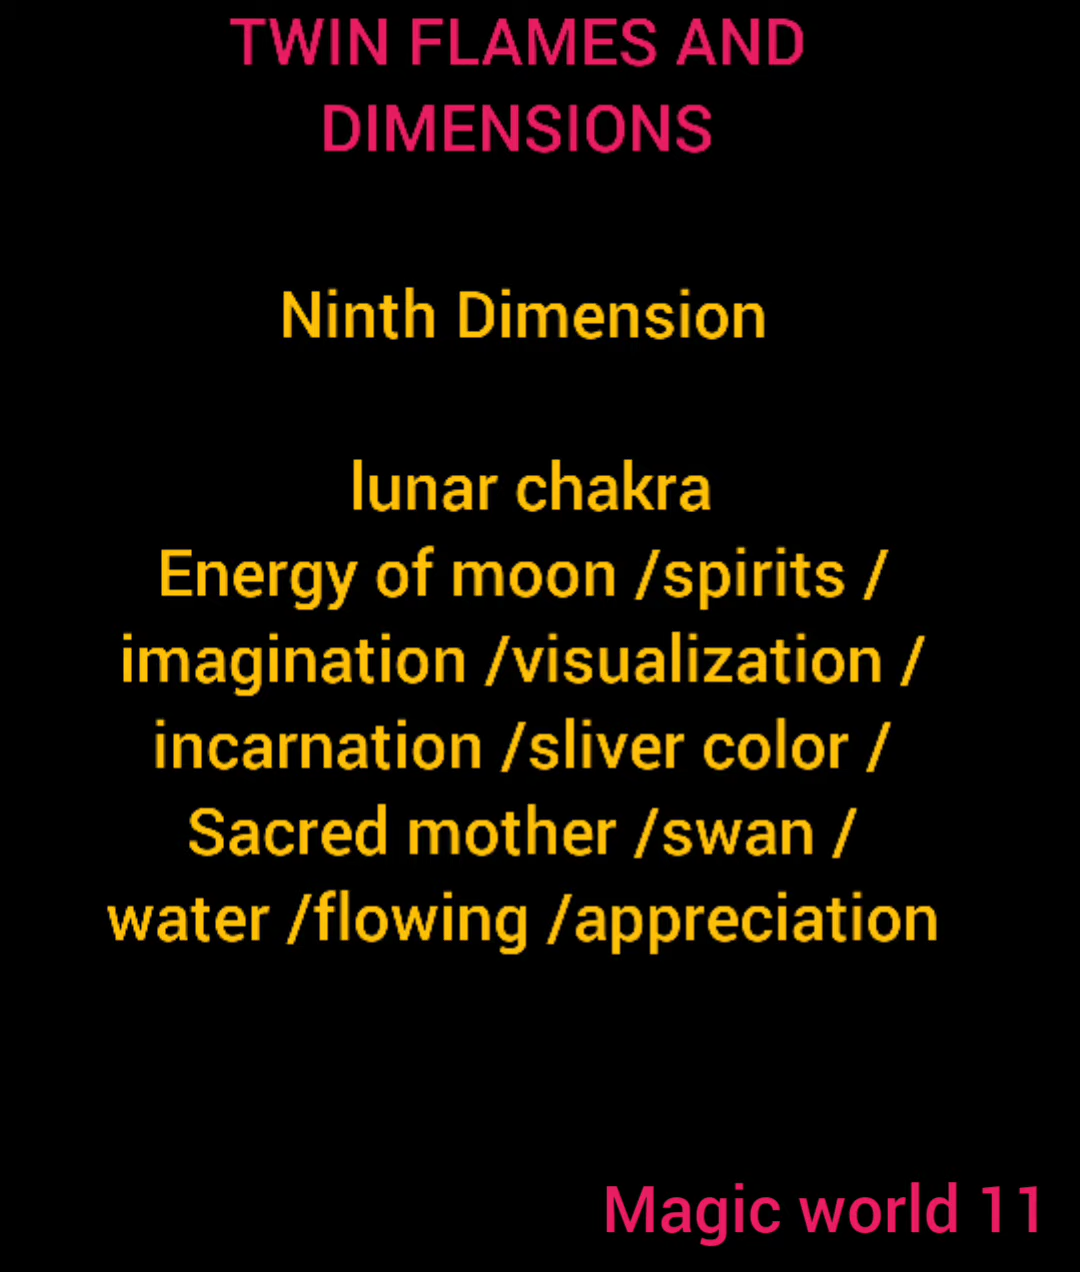 TWIN FLAMES AND
DIMENSIONS
Ninth Dimension
lunar chakra
Energy of moon /spirits /
imagination /visualization /
incarnation /sliver color /
Sacred mother /swan /
water /flowing /appreciation
Magic world 11